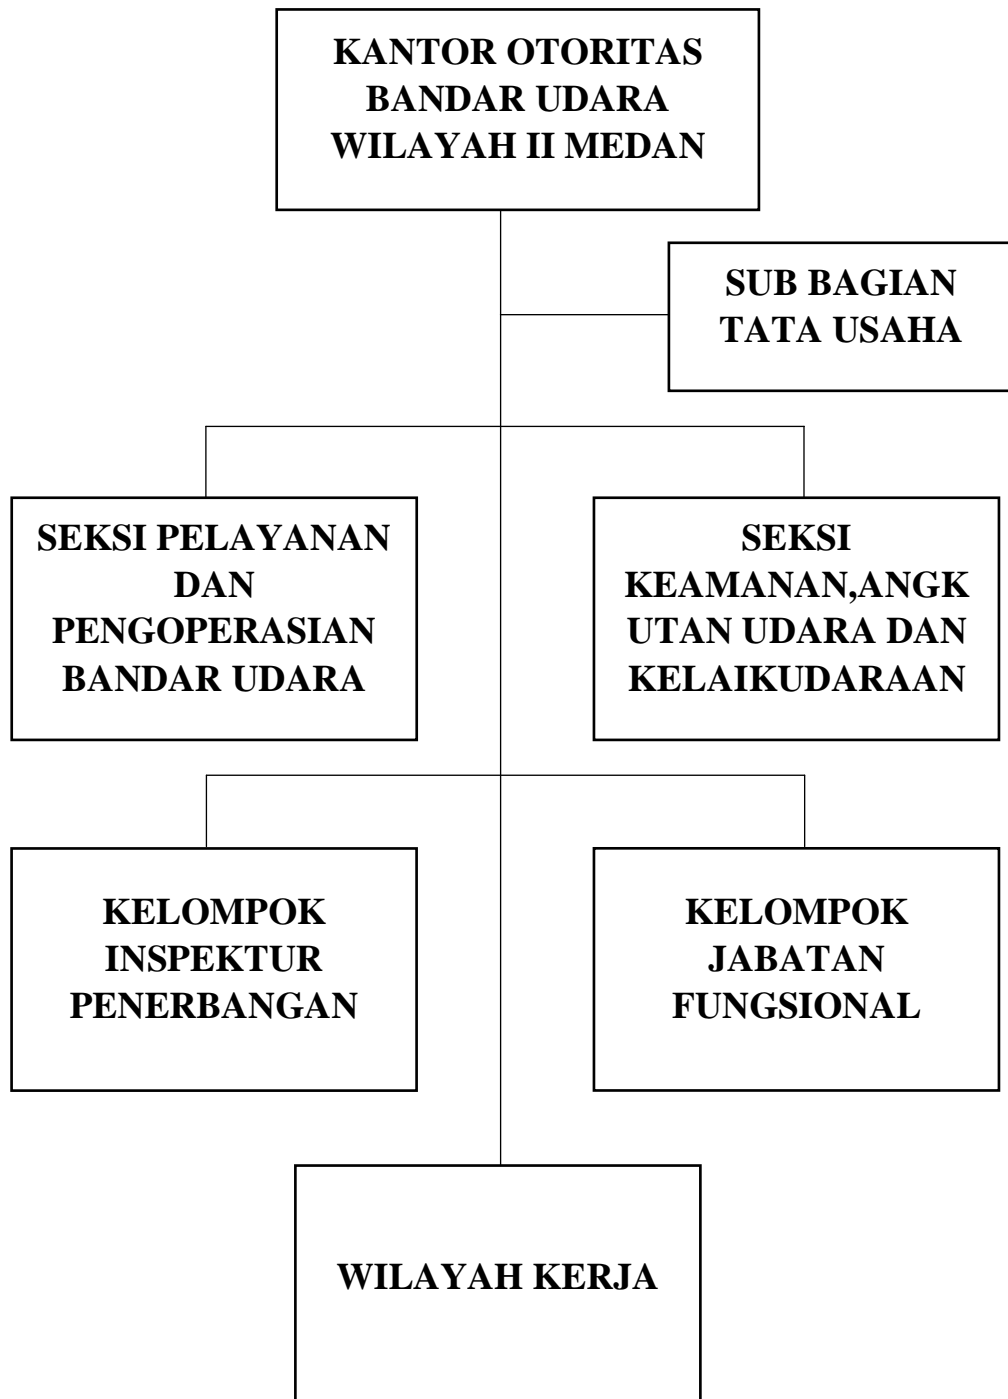 KANTOR OTORITAS
BANDAR UDARA
WILAYAH II MEDAN
SUB BAGIAN
TATA USAHA
SEKSI PELAYANAN
DAN
PENGOPERASIAN
BANDAR UDARA
SEKSI
KEAMANAN,ANGK
UTAN UDARA DAN
KELAIKUDARAAN
KELOMPOK
INSPEKTUR
PENERBANGAN
KELOMPOK
JABATAN
FUNGSIONAL
WILAYAH KERJA